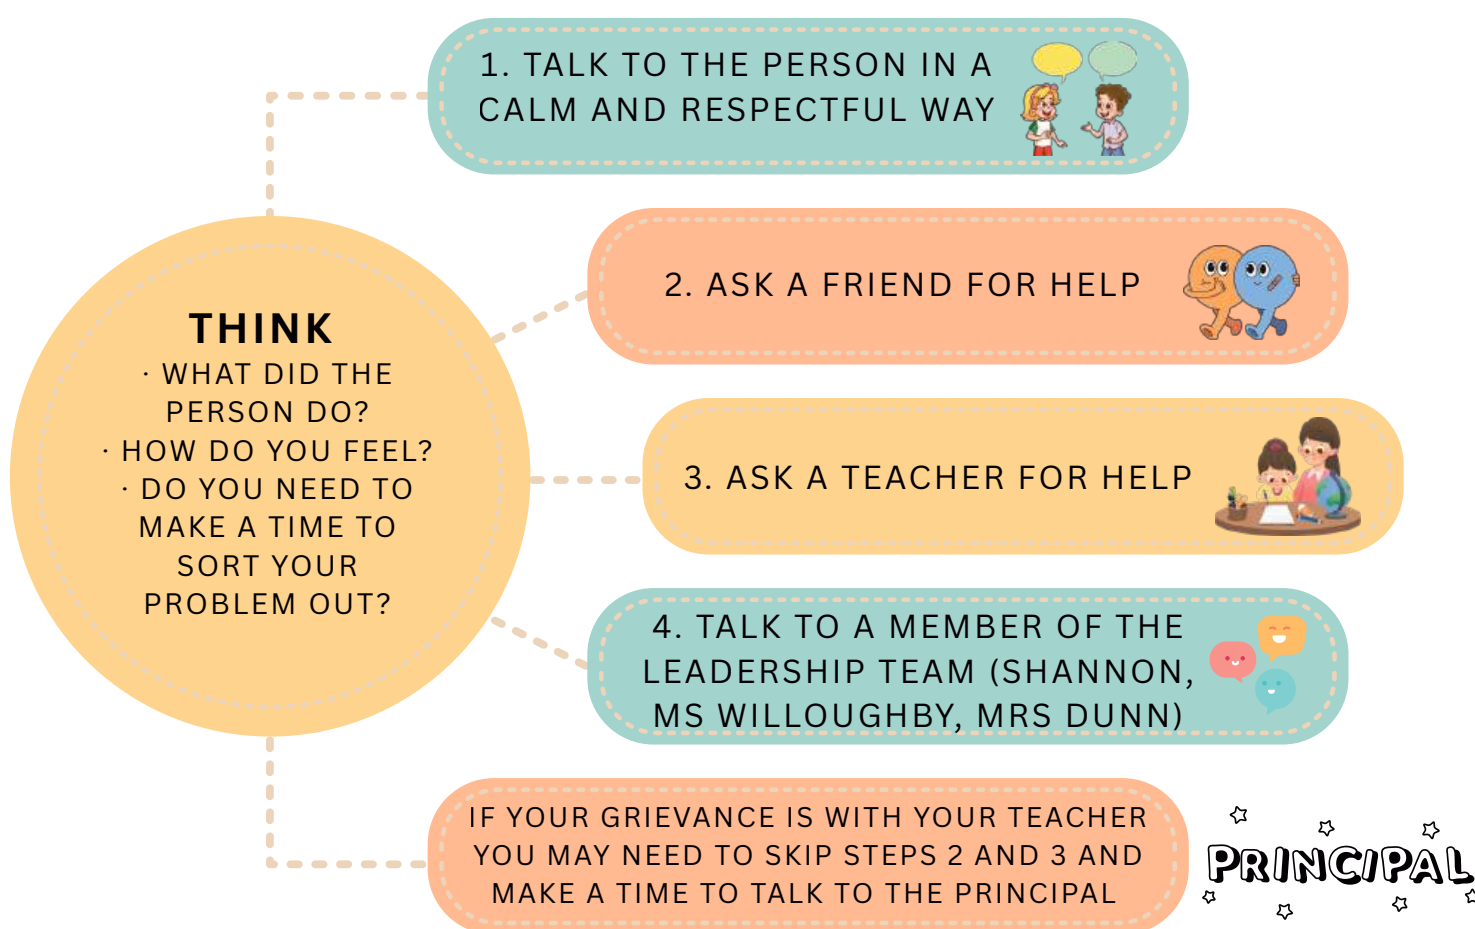 1. TALK TO THE PERSON IN A
CALM AND RESPECTFUL WAY
2. ASK A FRIEND FOR HELP
THINK
· WHAT DID THE
PERSON DO?
· HOW DO YOU FEEL?
· DO YOU NEED TO
MAKE A TIME TO
SORT YOUR
PROBLEM OUT?
3. ASK A TEACHER FOR HELP
4. TALK TO A MEMBER OF THE
LEADERSHIP TEAM (SHANNON,
MS WILLOUGHBY, MRS DUNN)
IF YOUR GRIEVANCE IS WITH YOUR TEACHER
YOU MAY NEED TO SKIP STEPS 2 AND 3 AND
MAKE A TIME TO TALK TO THE PRINCIPAL
PRINCIPAL